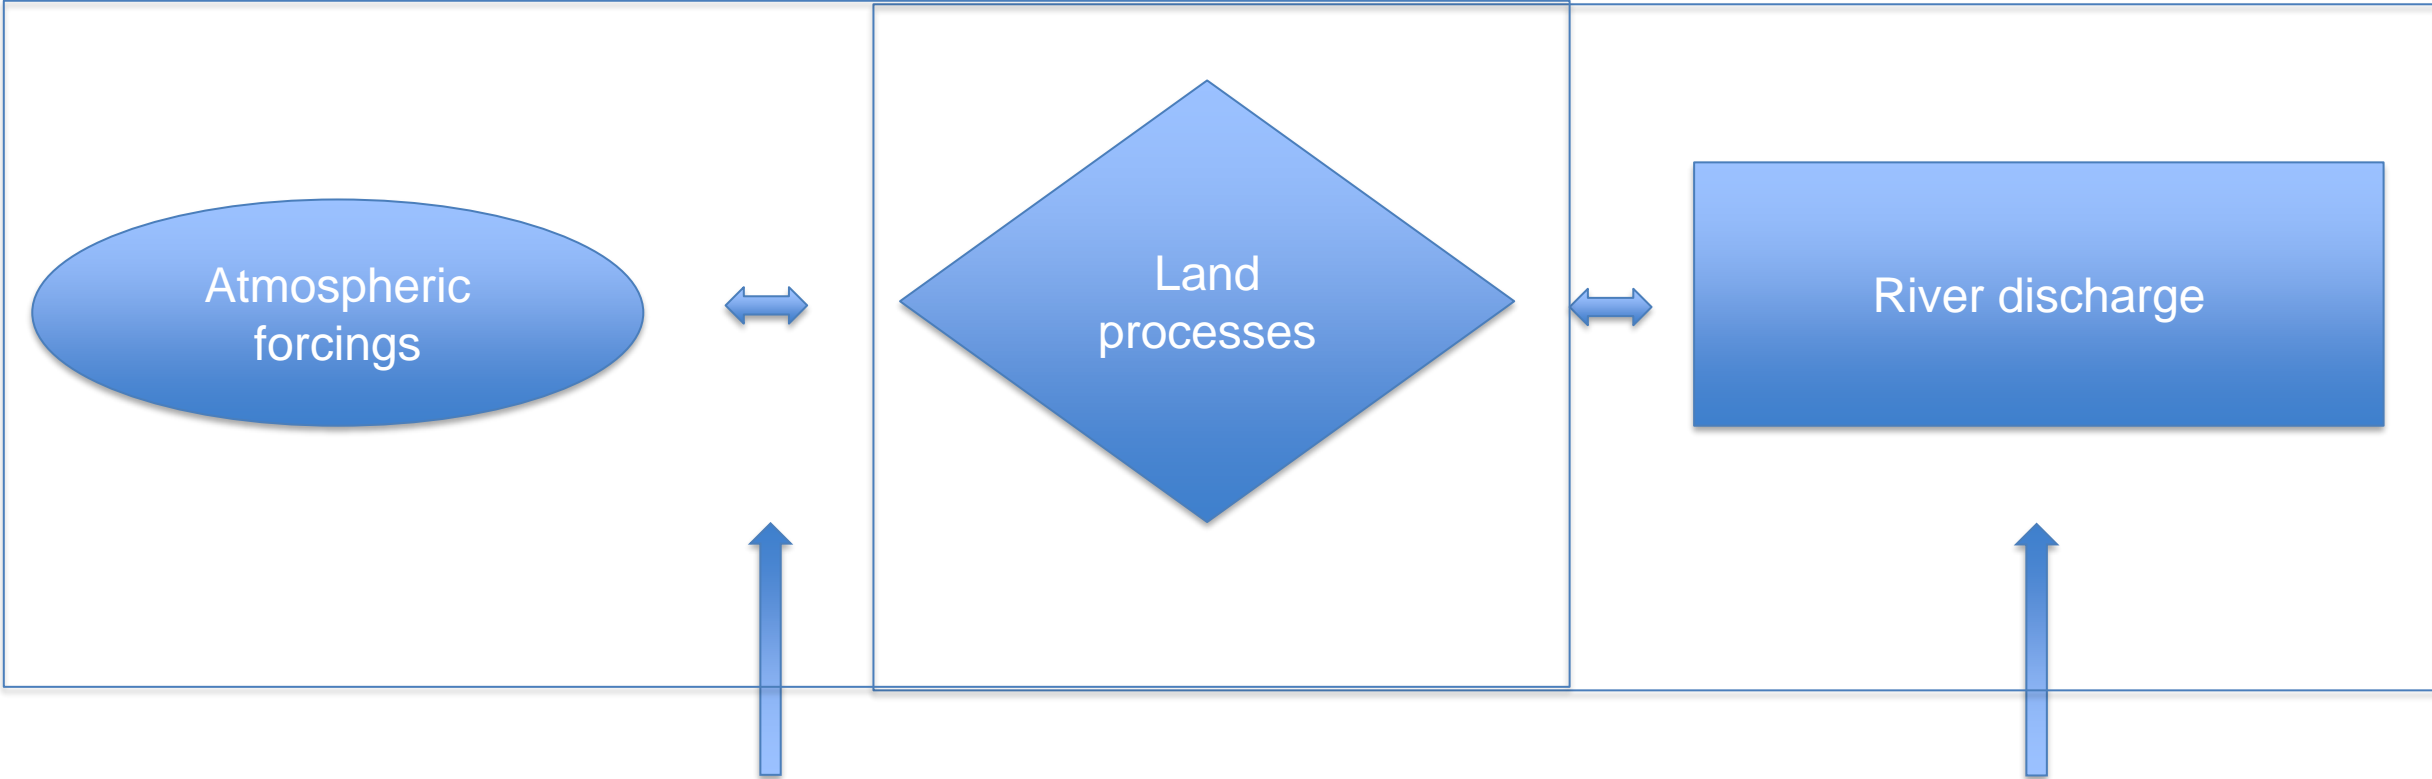 Atmospheric
forcings
Land
processes
River discharge